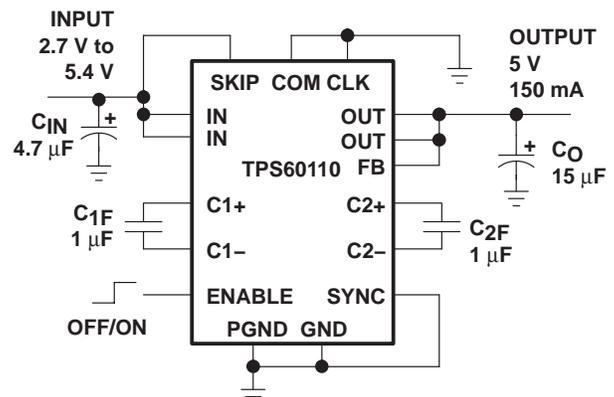 INPUT
2.7 V to
5.4 V
OUTPUT
5 V
150 mA
SKIP COM CLK
IN OUT
IN OUT
TPS60110 FB
CIN
+
4.7 μF
CO
+
15 μF
C1F
1 μF
C1+ C2+
C1− C2−
C2F
1 μF
ENABLE SYNC
OFF/ON
PGND GND